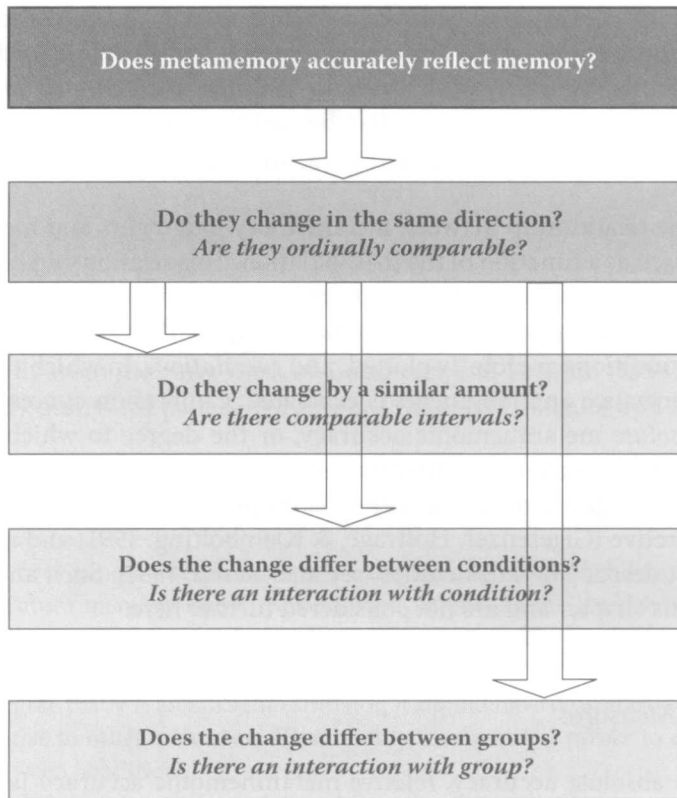 Does metamemory accurately reflect memory?
Do they change in the same direction?
Are they ordinally comparable?
Do they change by a similar amount?
Are there comparable intervals?
Does the change differ between conditions?
Is there an interaction with condition?
Does the change differ between groups?
Is there an interaction with group?